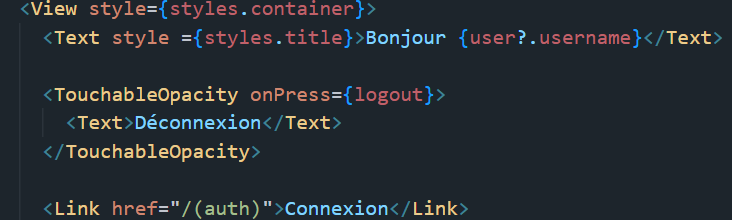 <View style={styles.container}>
<Text style ={styles.title}>Bonjour {user?.username}</Text>
<TouchableOpacity onPress={logout}>
<Text>Déconnexion</Text>
</TouchableOpacity>
<Link href="/(auth)">Connexion</Link>